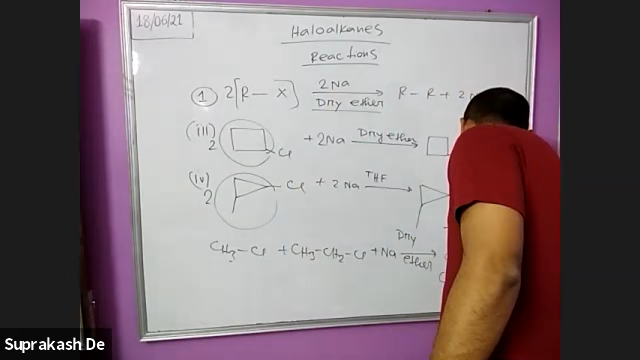 18/06/21
Haloalkanes
Reactions
① 2[R — X] 2Na Dry ether R - R + 2
(iii) 2 Cl + 2Na Dry ether
(iv) 2 Cl + 2 Na THF
CH3 - Cl + CH3 - CH2 - Cl + Na Dry ether
Suprakash De